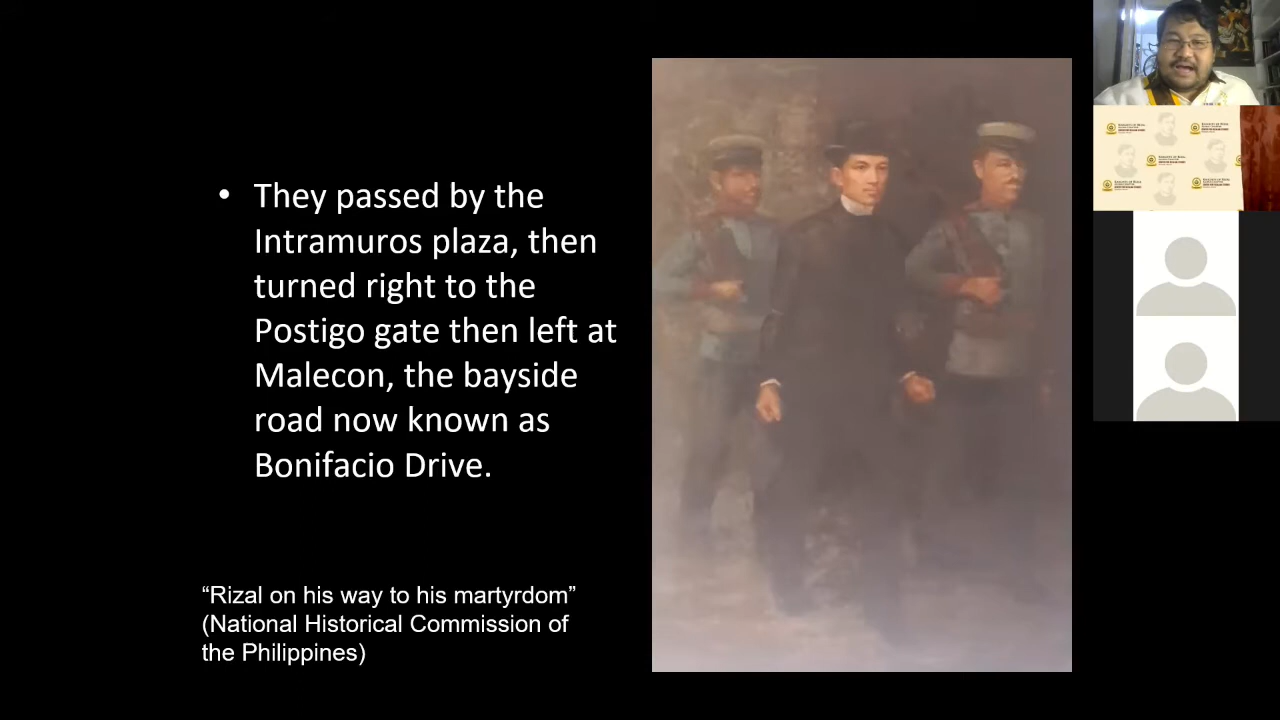 • They passed by the
Intramuros plaza, then
turned right to the
Postigo gate then left at
Malecon, the bayside
road now known as
Bonifacio Drive.
“Rizal on his way to his martyrdom”
(National Historical Commission of
the Philippines)